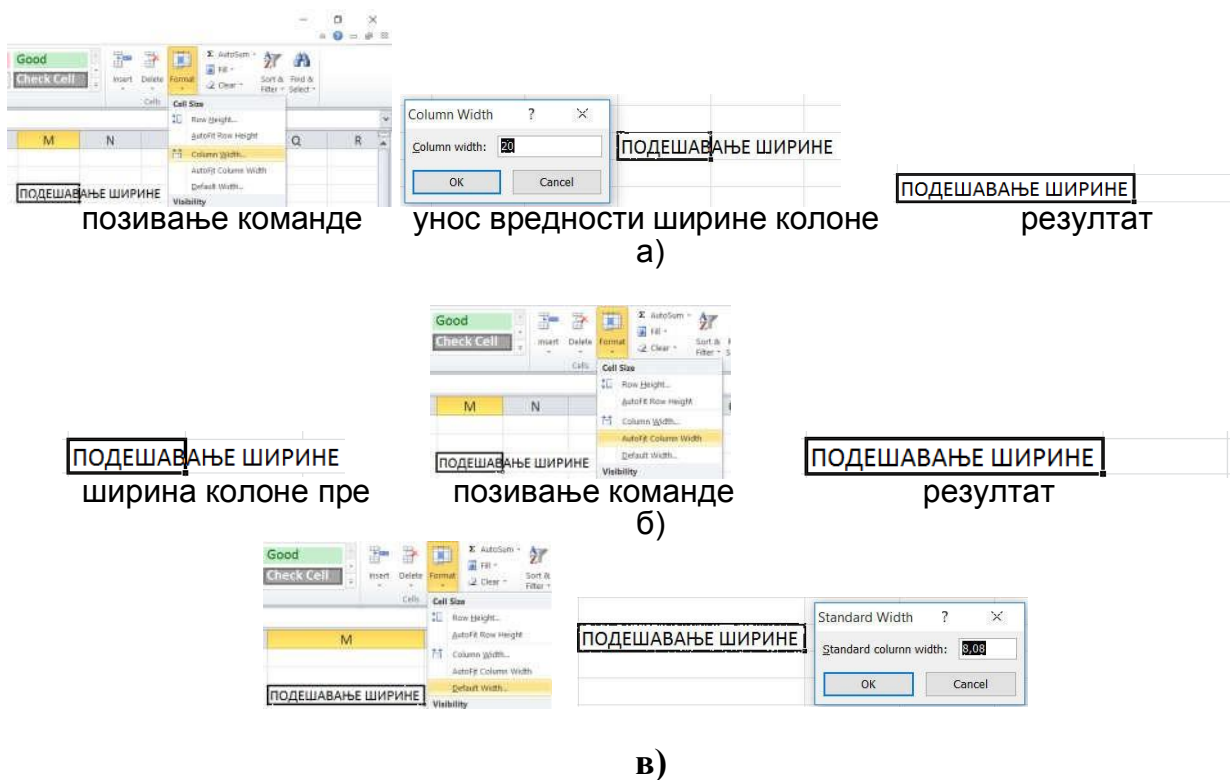 Good
Check Cell
Insert Delete Format
Σ AutoSum
Fill
Clear
Sort & Filter
Find & Select
Cells
Cell Size
Row Height...
AutoFit Row Height
Column Width...
AutoFit Column Width
Default Width...
Visibility
M N Q R
ПОДЕШАВАЊЕ ШИРИНЕ
Column Width ? ×
Column width: 20
OK Cancel
ПОДЕШАВАЊЕ ШИРИНЕ
ПОДЕШАВАЊЕ ШИРИНЕ
позивање команде унос вредности ширине колоне резултат
а)
Good
Check Cell
Insert Delete Format
Σ AutoSum
Fill
Clear
Sort & Filter
Cells
Cell Size
Row Height...
AutoFit Row Height
Column Width...
AutoFit Column Width
Default Width...
Visibility
M N
ПОДЕШАВАЊЕ ШИРИНЕ
ПОДЕШАВАЊЕ ШИРИНЕ
ПОДЕШАВАЊЕ ШИРИНЕ
ширина колоне пре позивање команде резултат
б)
Good
Check Cell
Insert Delete Format
Σ AutoSum
Fill
Clear
Sort & Filter
Cells
Cell Size
Row Height...
AutoFit Row Height
Column Width...
AutoFit Column Width
Default Width...
Visibility
M
ПОДЕШАВАЊЕ ШИРИНЕ
ПОДЕШАВАЊЕ ШИРИНЕ
Standard Width ? ×
Standard column width: 8,08
OK Cancel
в)